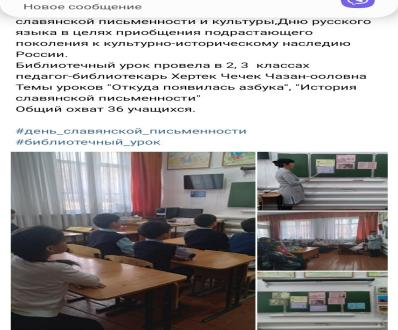 Новое сообщение
славянской письменности и культуры,Дню русского
языка в целях приобщения подрастающего
поколения к культурно-историческому наследию
России.
Библиотечный урок провела в 2, 3  классах
педагог-библиотекарь Хертек Чечек Чазан-ооловна
Темы уроков "Откуда появилась азбука", "История
славянской письменности"
Общий охват 36 учащихся.
#день_славянской_письменности
#библиотечный_урок